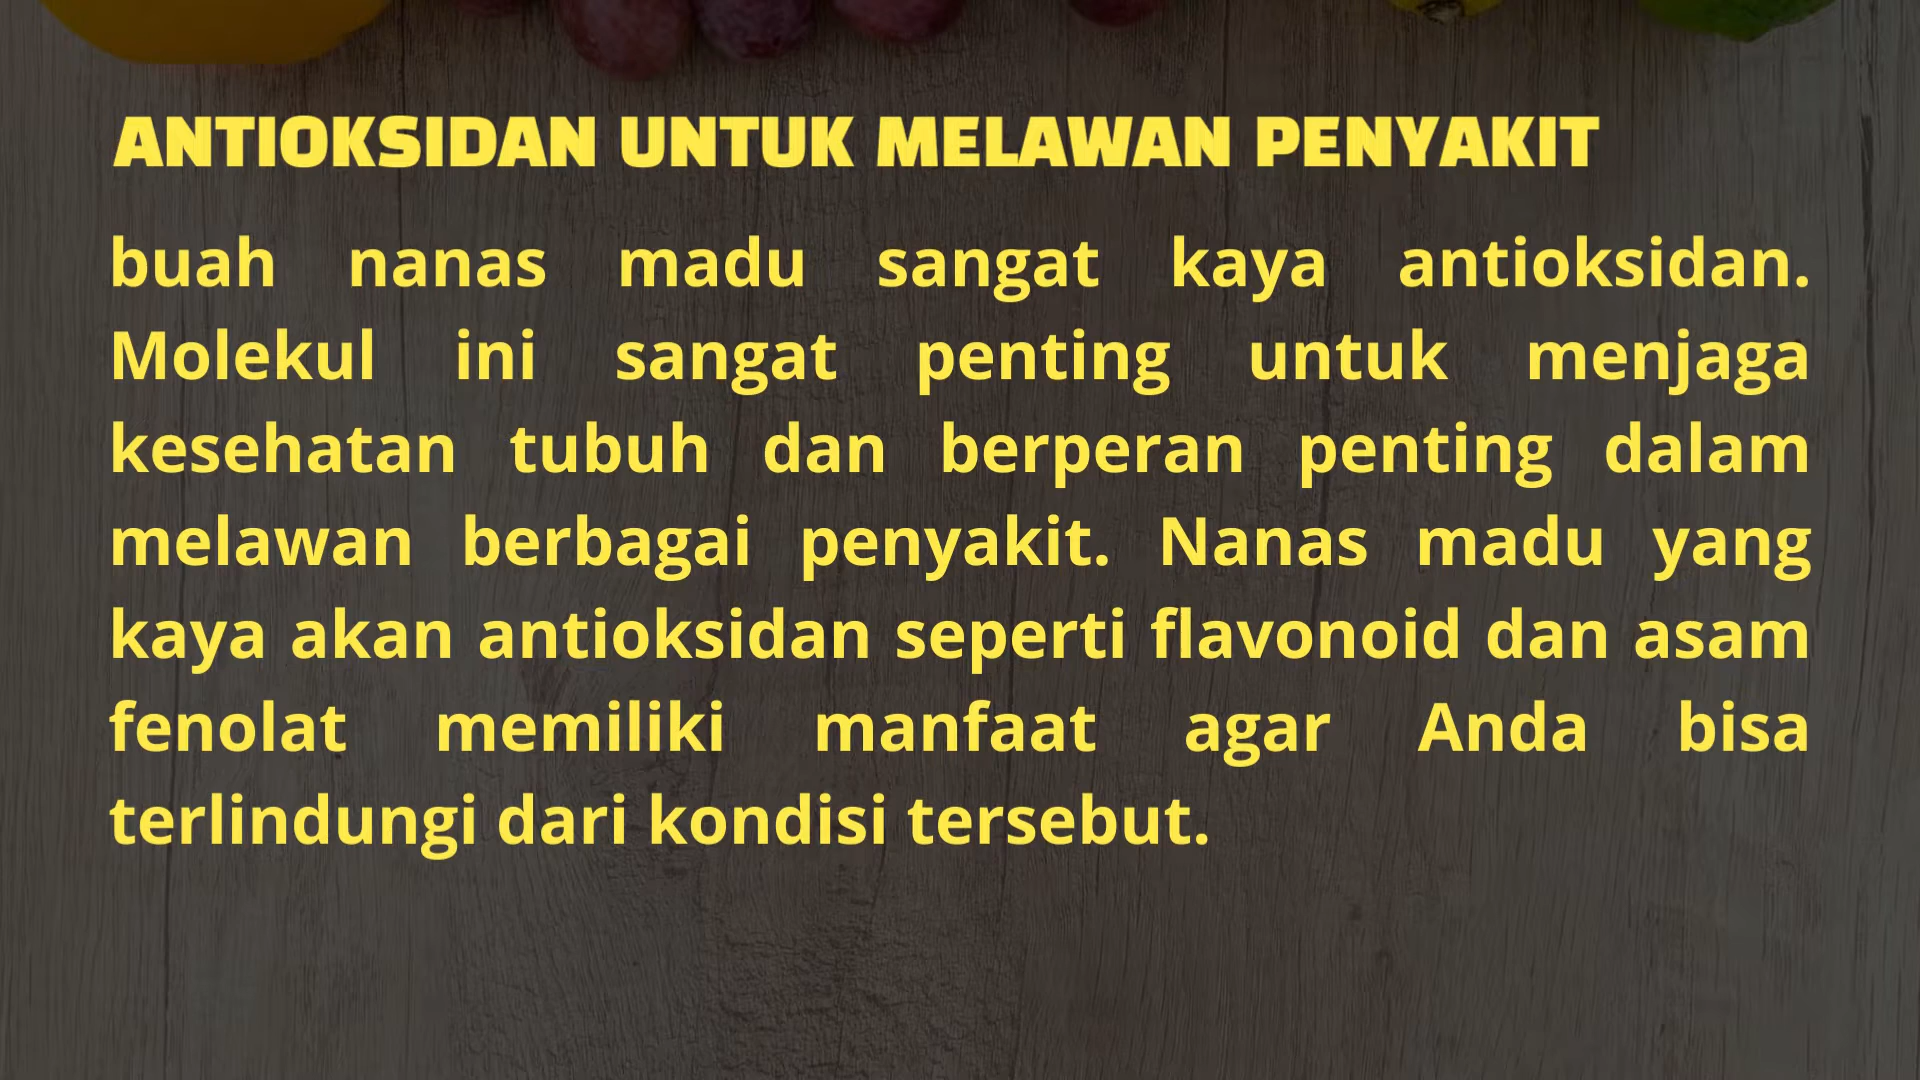 ANTIOKSIDAN UNTUK MELAWAN PENYAKIT
buah nanas madu sangat kaya antioksidan.
Molekul ini sangat penting untuk menjaga
kesehatan tubuh dan berperan penting dalam
melawan berbagai penyakit. Nanas madu yang
kaya akan antioksidan seperti flavonoid dan asam
fenolat memiliki manfaat agar Anda bisa
terlindungi dari kondisi tersebut.